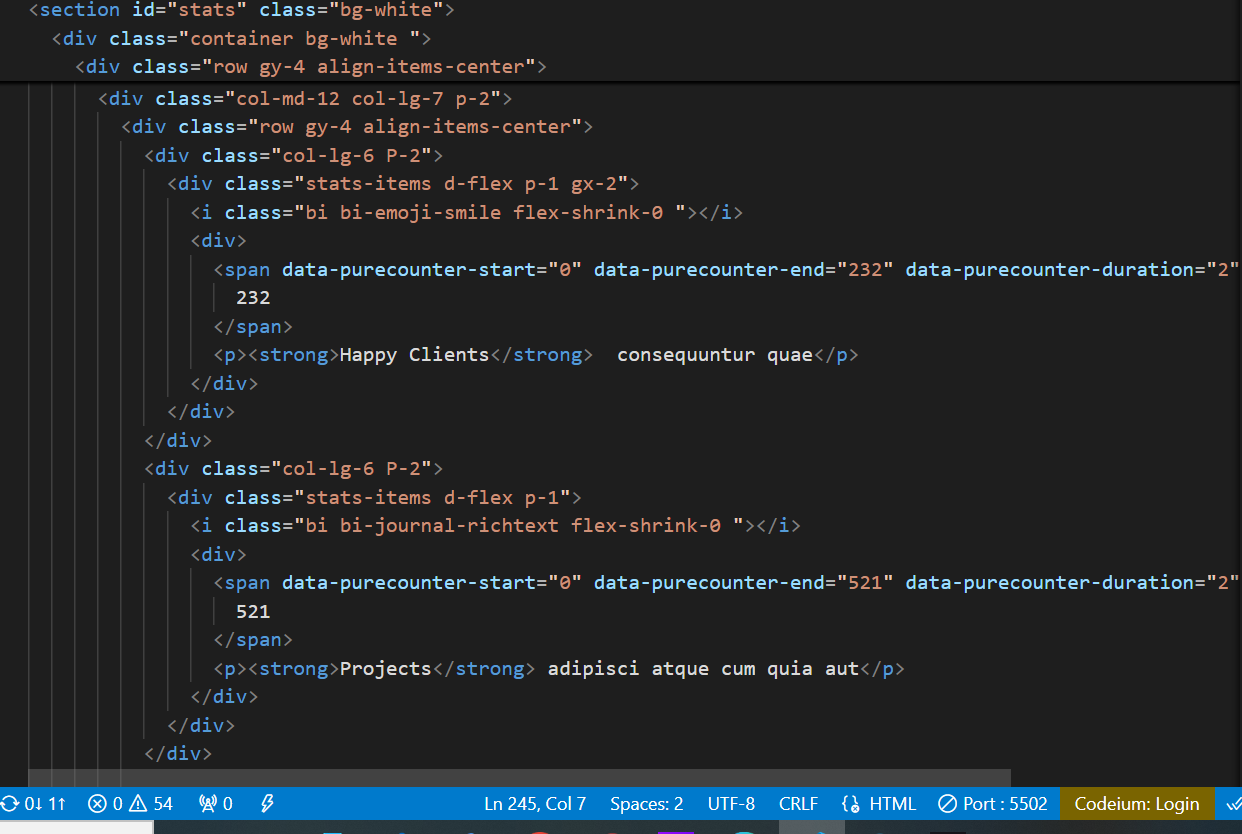 <section id="stats" class="bg-white">
<div class="container bg-white ">
<div class="row gy-4 align-items-center">
<div class="col-md-12 col-lg-7 p-2">
<div class="row gy-4 align-items-center">
<div class="col-lg-6 P-2">
<div class="stats-items d-flex p-1 gx-2">
<i class="bi bi-emoji-smile flex-shrink-0 "></i>
<div>
<span data-purecounter-start="0" data-purecounter-end="232" data-purecounter-duration="2"
232
</span>
<p><strong>Happy Clients</strong>  consequuntur quae</p>
</div>
</div>
</div>
<div class="col-lg-6 P-2">
<div class="stats-items d-flex p-1">
<i class="bi bi-journal-richtext flex-shrink-0 "></i>
<div>
<span data-purecounter-start="0" data-purecounter-end="521" data-purecounter-duration="2"
521
</span>
<p><strong>Projects</strong> adipisci atque cum quia aut</p>
</div>
</div>
</div>
0↓ 1↑ 0 54 0 Ln 245, Col 7 Spaces: 2 UTF-8 CRLF HTML Port : 5502 Codeium: Login